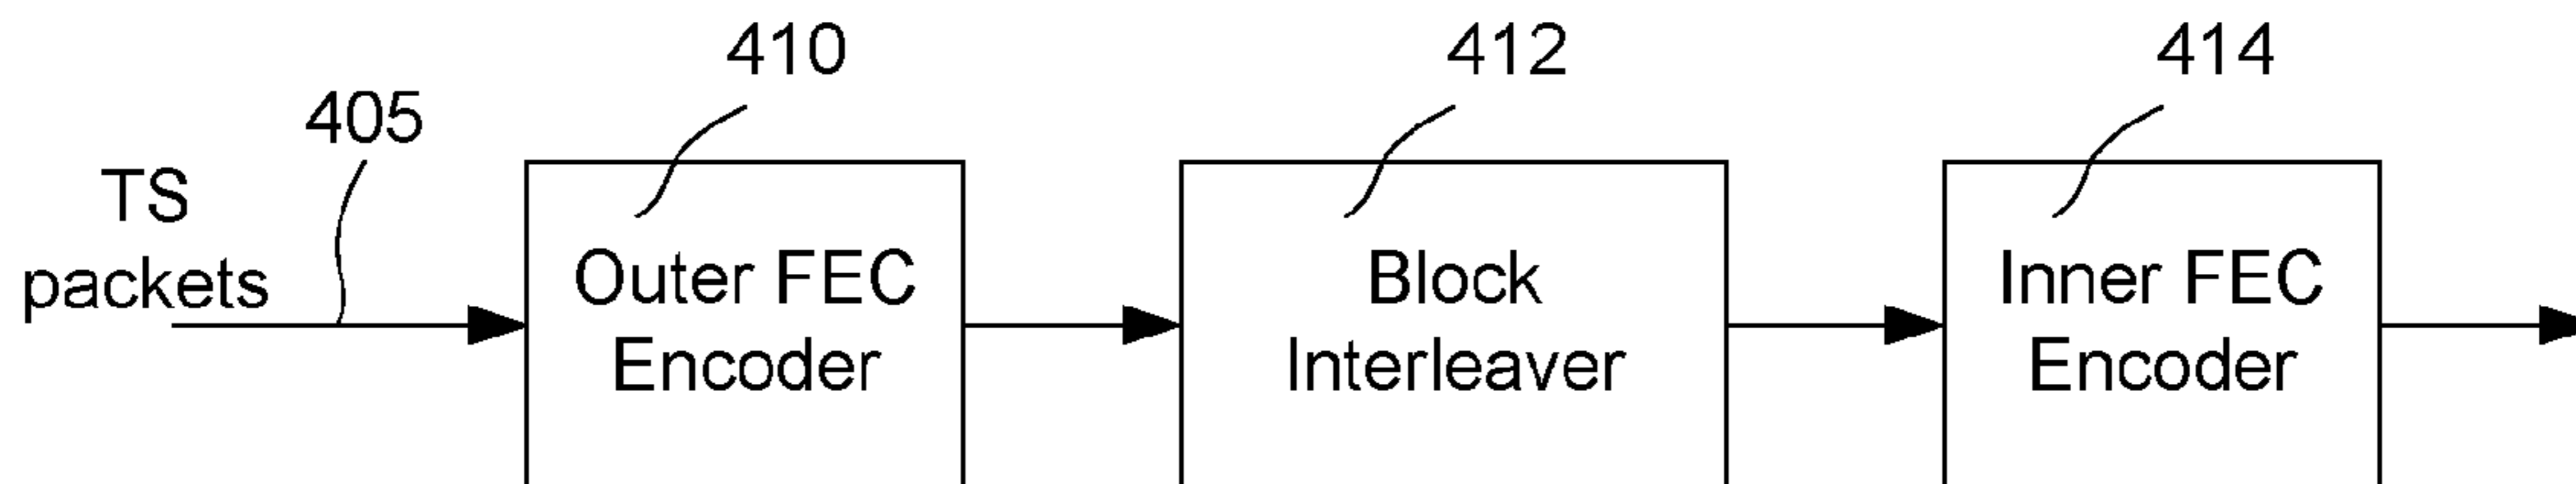 410
412
414
405
TS
packets
Outer FEC
Encoder
Block
Interleaver
Inner FEC
Encoder